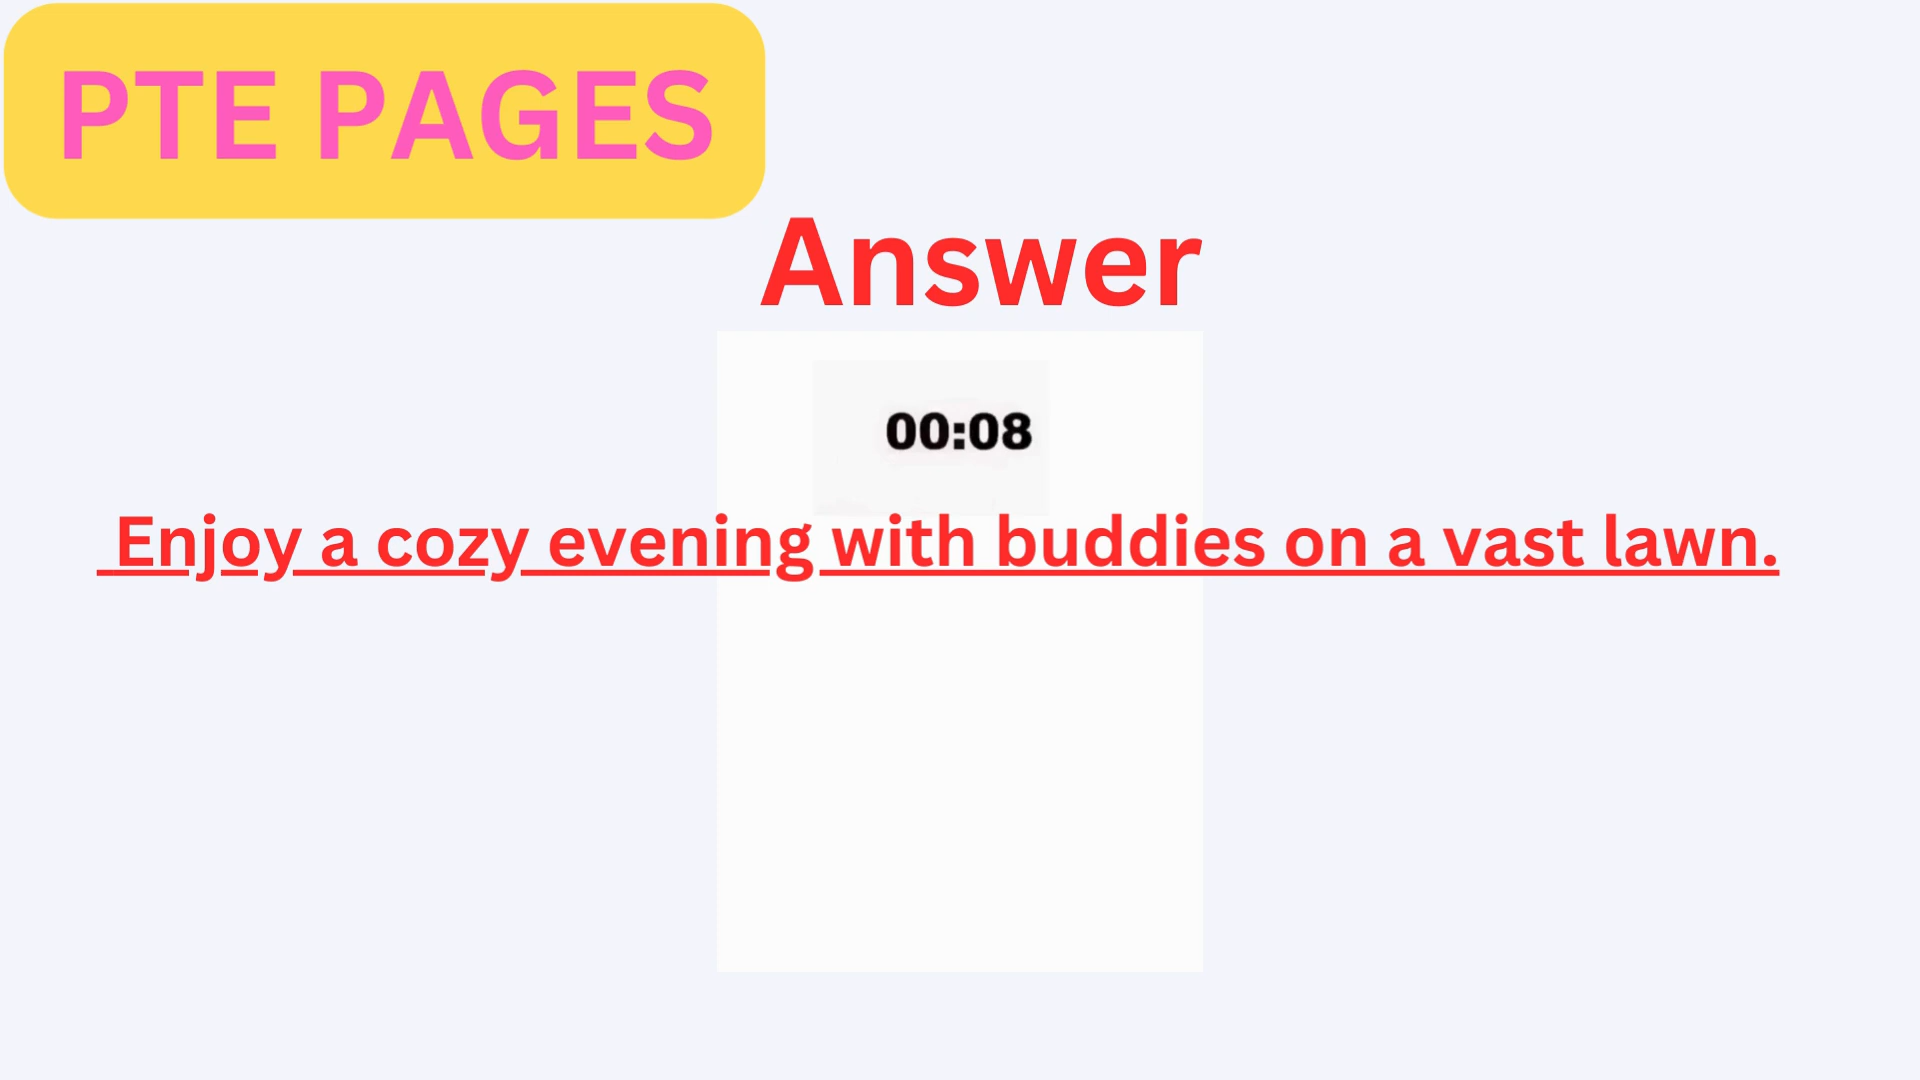 PTE PAGES
Answer
00:08
Enjoy a cozy evening with buddies on a vast lawn.